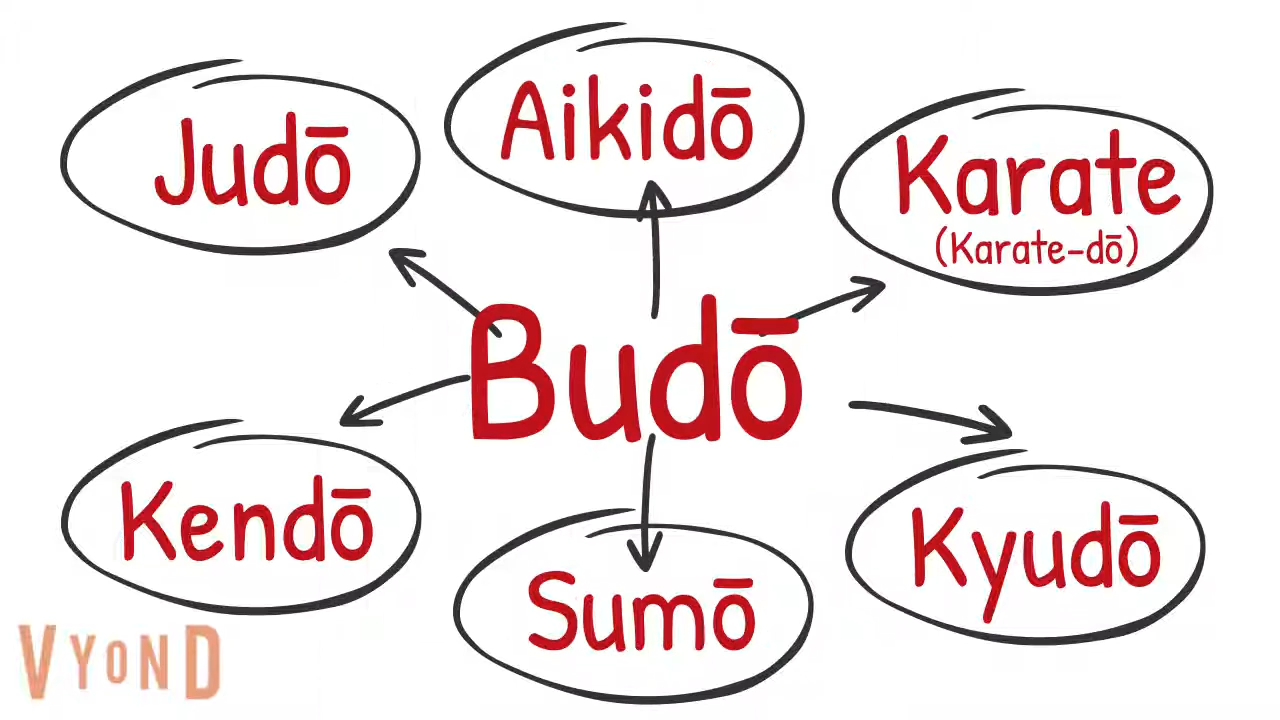 Judō
Aikidō
Karate
(Karate-dō)
Budō
Kendō
Sumō
Kyudō
VYOND